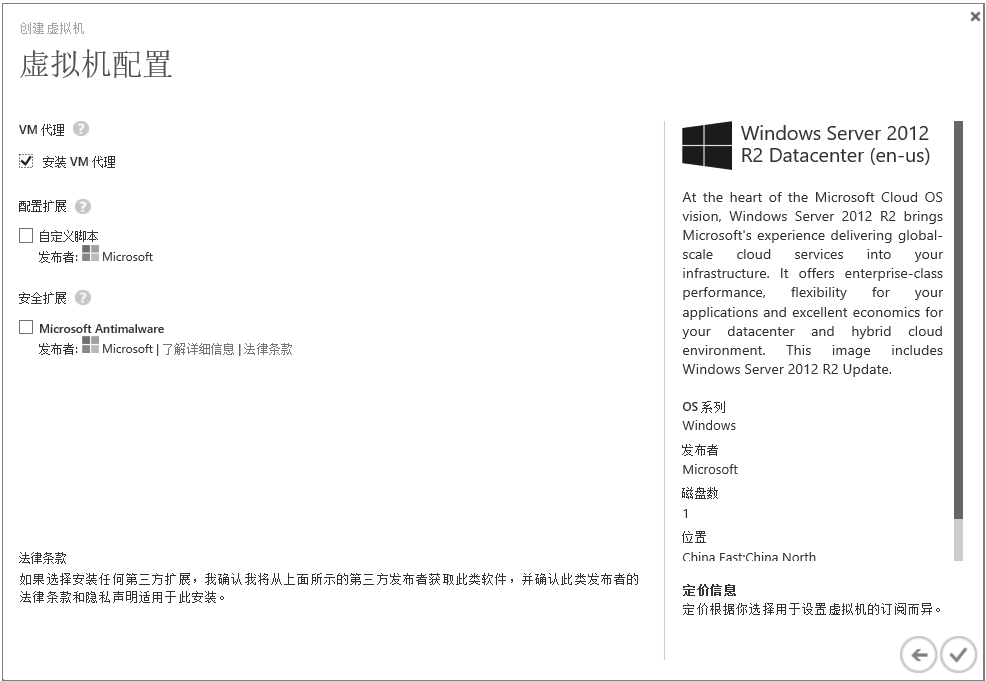 创建虚拟机
虚拟机配置
VM 代理
安装 VM 代理
配置扩展
自定义脚本
发布者: Microsoft
安全扩展
Microsoft Antimalware
发布者: Microsoft | 了解详细信息 | 法律条款
法律条款
如果选择安装任何第三方扩展，我确认我将从上面所示的第三方发布者获取此类软件，并确认此类发布者的
法律条款和隐私声明适用于此安装。
Windows Server 2012
R2 Datacenter (en-us)
At the heart of the Microsoft Cloud OS
vision, Windows Server 2012 R2 brings
Microsoft's experience delivering global-
scale cloud services into your
infrastructure. It offers enterprise-class
performance, flexibility for your
applications and excellent economics for
your datacenter and hybrid cloud
environment. This image includes
Windows Server 2012 R2 Update.
OS 系列
Windows
发布者
Microsoft
磁盘数
1
位置
China East;China North
定价信息
定价根据你选择用于设置虚拟机的订阅而异。